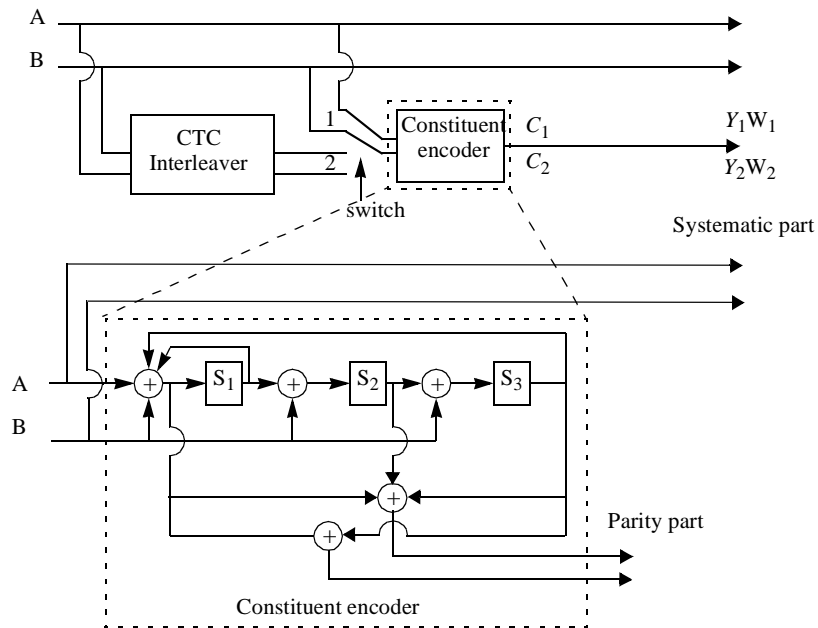 A
B
CTC
Interleaver
1
2
switch
Constituent
encoder
C1
C2
Y1W1
Y2W2
Systematic part
A
B
+
S1
+
S2
+
S3
+
+
Parity part
Constituent encoder